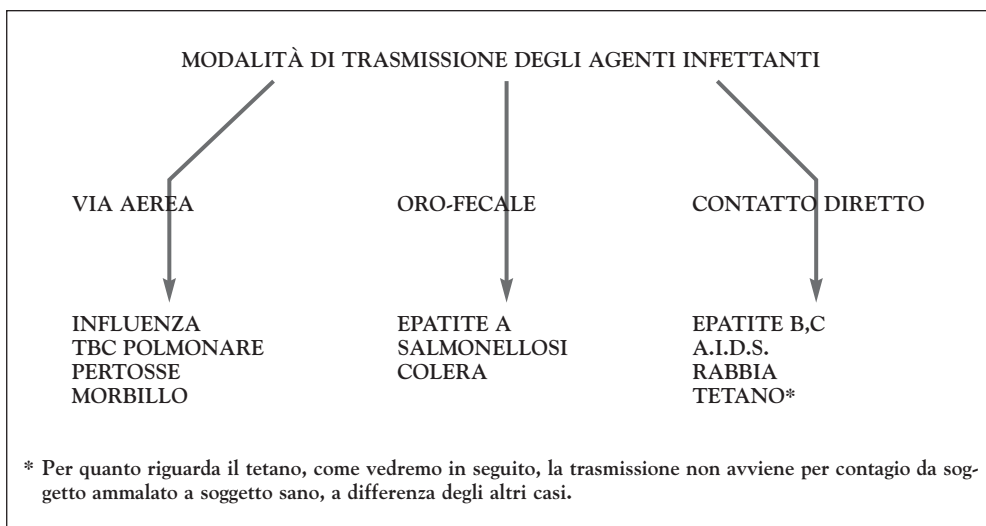 MODALITÀ DI TRASMISSIONE DEGLI AGENTI INFETTANTI
VIA AEREA
ORO-FECALE
CONTATTO DIRETTO
INFLUENZA
TBC POLMONARE
PERTOSSE
MORBILLO
EPATITE A
SALMONELLOSI
COLERA
EPATITE B,C
A.I.D.S.
RABBIA
TETANO*
* Per quanto riguarda il tetano, come vedremo in seguito, la trasmissione non avviene per contagio da sog-
getto ammalato a soggetto sano, a differenza degli altri casi.